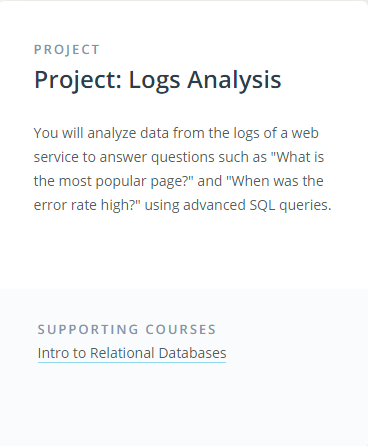 PROJECT
Project: Logs Analysis
You will analyze data from the logs of a web
service to answer questions such as "What is
the most popular page?" and "When was the
error rate high?" using advanced SQL queries.
SUPPORTING COURSES
Intro to Relational Databases